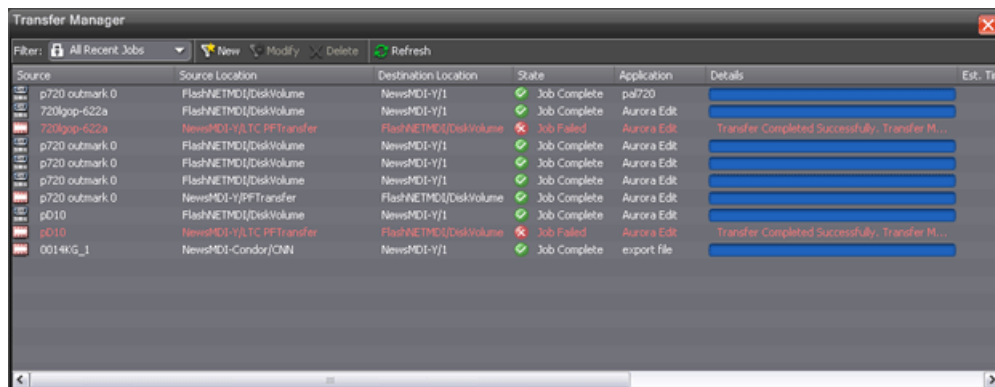 Transfer Manager
Filter: All Recent Jobs New Modify Delete Refresh
Source Source Location Destination Location State Application Details Est. Ti
p720 outmark 0 FlashNETMDI/DiskVolume NewsMDI-Y/1 Job Complete pal720
720lgop-622a FlashNETMDI/DiskVolume NewsMDI-Y/1 Job Complete Aurora Edit
720lgop-622a NewsMDI-Y/LTC PFTransfer FlashNETMDI/DiskVolume Job Failed Aurora Edit Transfer Completed Successfully. Transfer M...
p720 outmark 0 FlashNETMDI/DiskVolume NewsMDI-Y/1 Job Complete Aurora Edit
p720 outmark 0 FlashNETMDI/DiskVolume NewsMDI-Y/1 Job Complete Aurora Edit
p720 outmark 0 FlashNETMDI/DiskVolume NewsMDI-Y/1 Job Complete Aurora Edit
p720 outmark 0 NewsMDI-Y/PFTransfer FlashNETMDI/DiskVolume Job Complete Aurora Edit
pD10 FlashNETMDI/DiskVolume NewsMDI-Y/1 Job Complete Aurora Edit
pD10 NewsMDI-Y/LTC PFTransfer FlashNETMDI/DiskVolume Job Failed Aurora Edit Transfer Completed Successfully. Transfer M...
0014KG_1 NewsMDI-Condor/CNN NewsMDI-Y/1 Job Complete export file